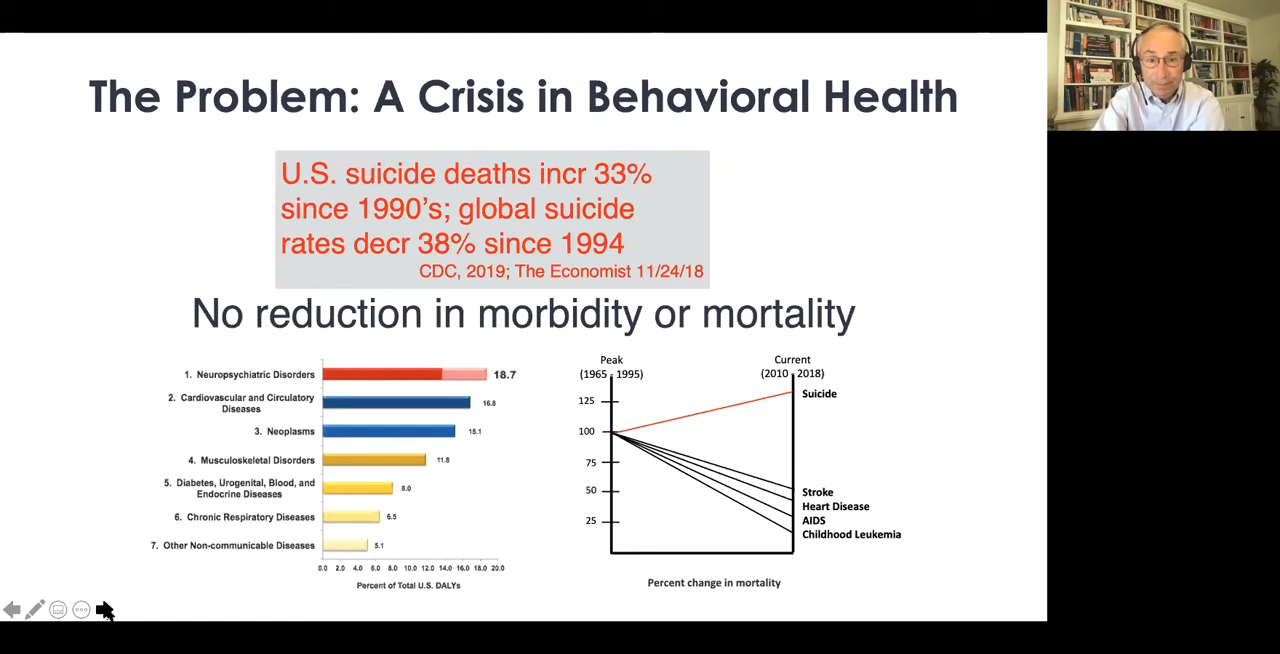 The Problem: A Crisis in Behavioral Health
U.S. suicide deaths incr 33%
since 1990’s; global suicide
rates decr 38% since 1994
CDC, 2019; The Economist 11/24/18
No reduction in morbidity or mortality
1. Neuropsychiatric Disorders
18.7
2. Cardiovascular and Circulatory
Diseases
16.8
3. Neoplasms
15.1
4. Musculoskeletal Disorders
11.8
5. Diabetes, Urogenital, Blood, and
Endocrine Diseases
8.0
6. Chronic Respiratory Diseases
6.5
7. Other Non-communicable Diseases
5.1
0.0 2.0 4.0 6.0 8.0 10.0 12.0 14.0 16.0 18.0 20.0
Percent of Total U.S. DALYs
Peak
(1965 - 1995)
Current
(2010 - 2018)
125
100
75
50
25
Suicide
Stroke
Heart Disease
AIDS
Childhood Leukemia
Percent change in mortality